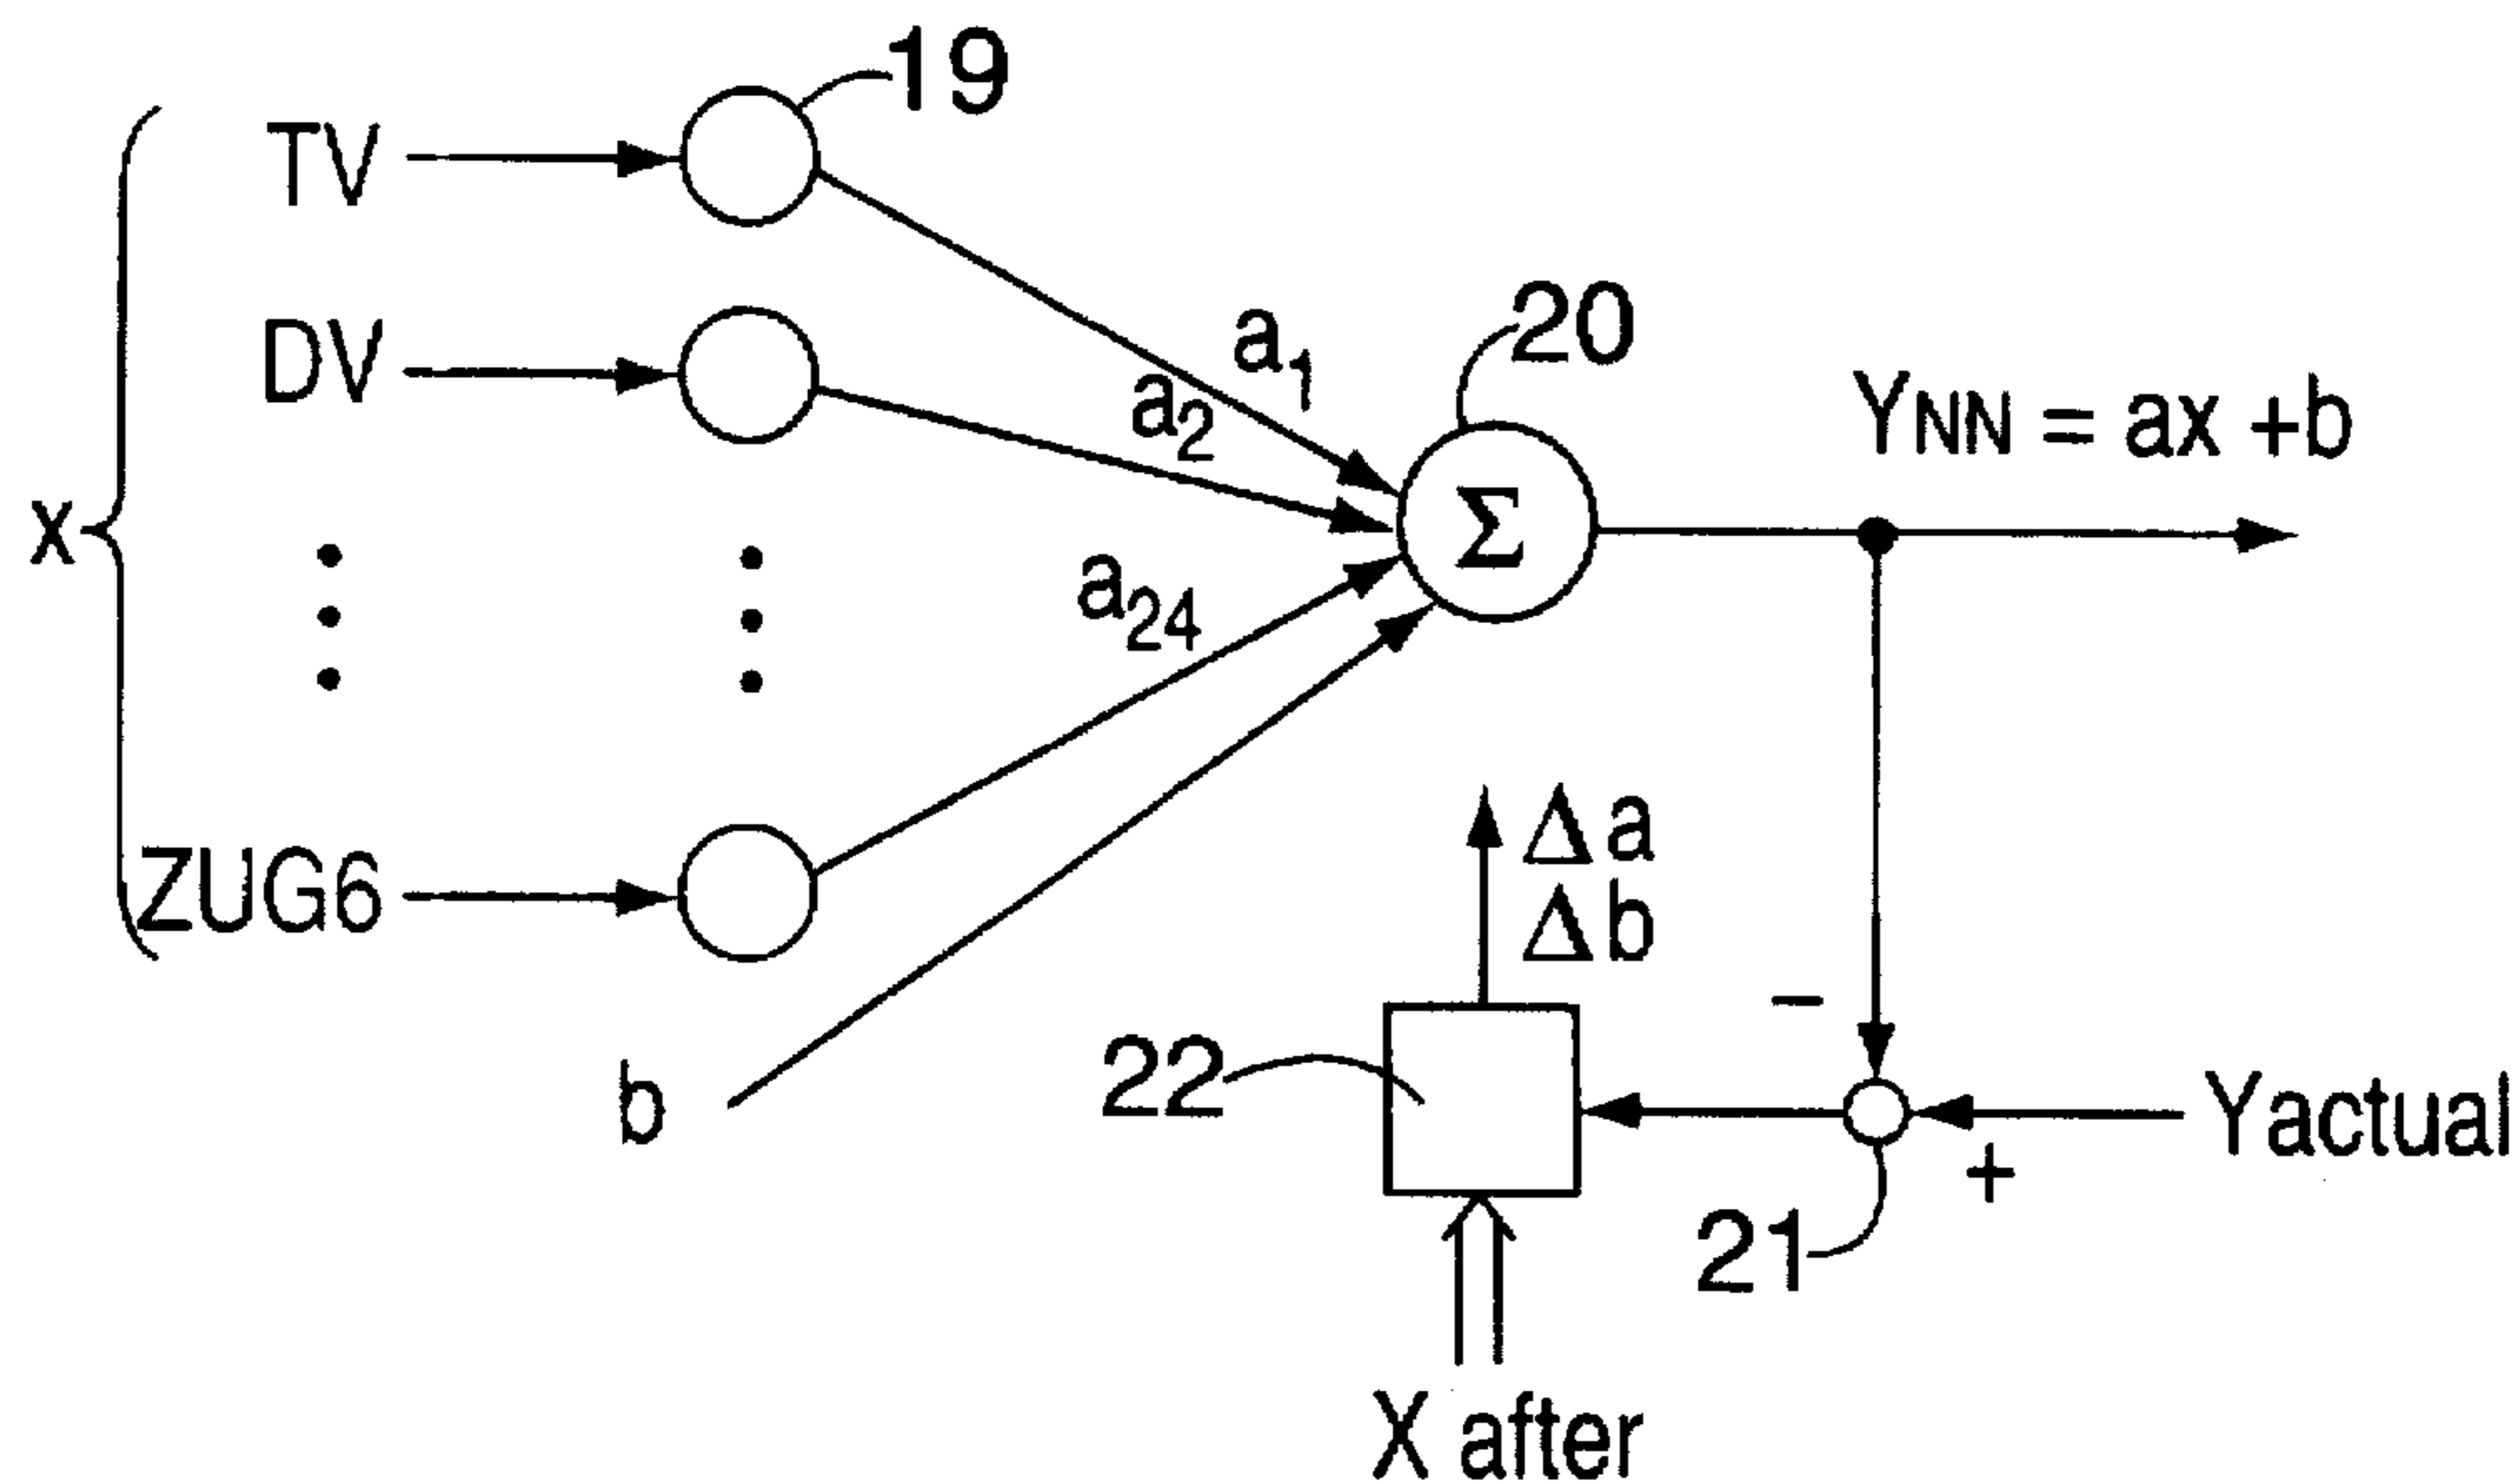 19
TV
20
a1
DV
a2
YNN = ax +b
x
Σ
a24
Δa
ZUG6
Δb
–
22
b
Yactual
+
21
X after